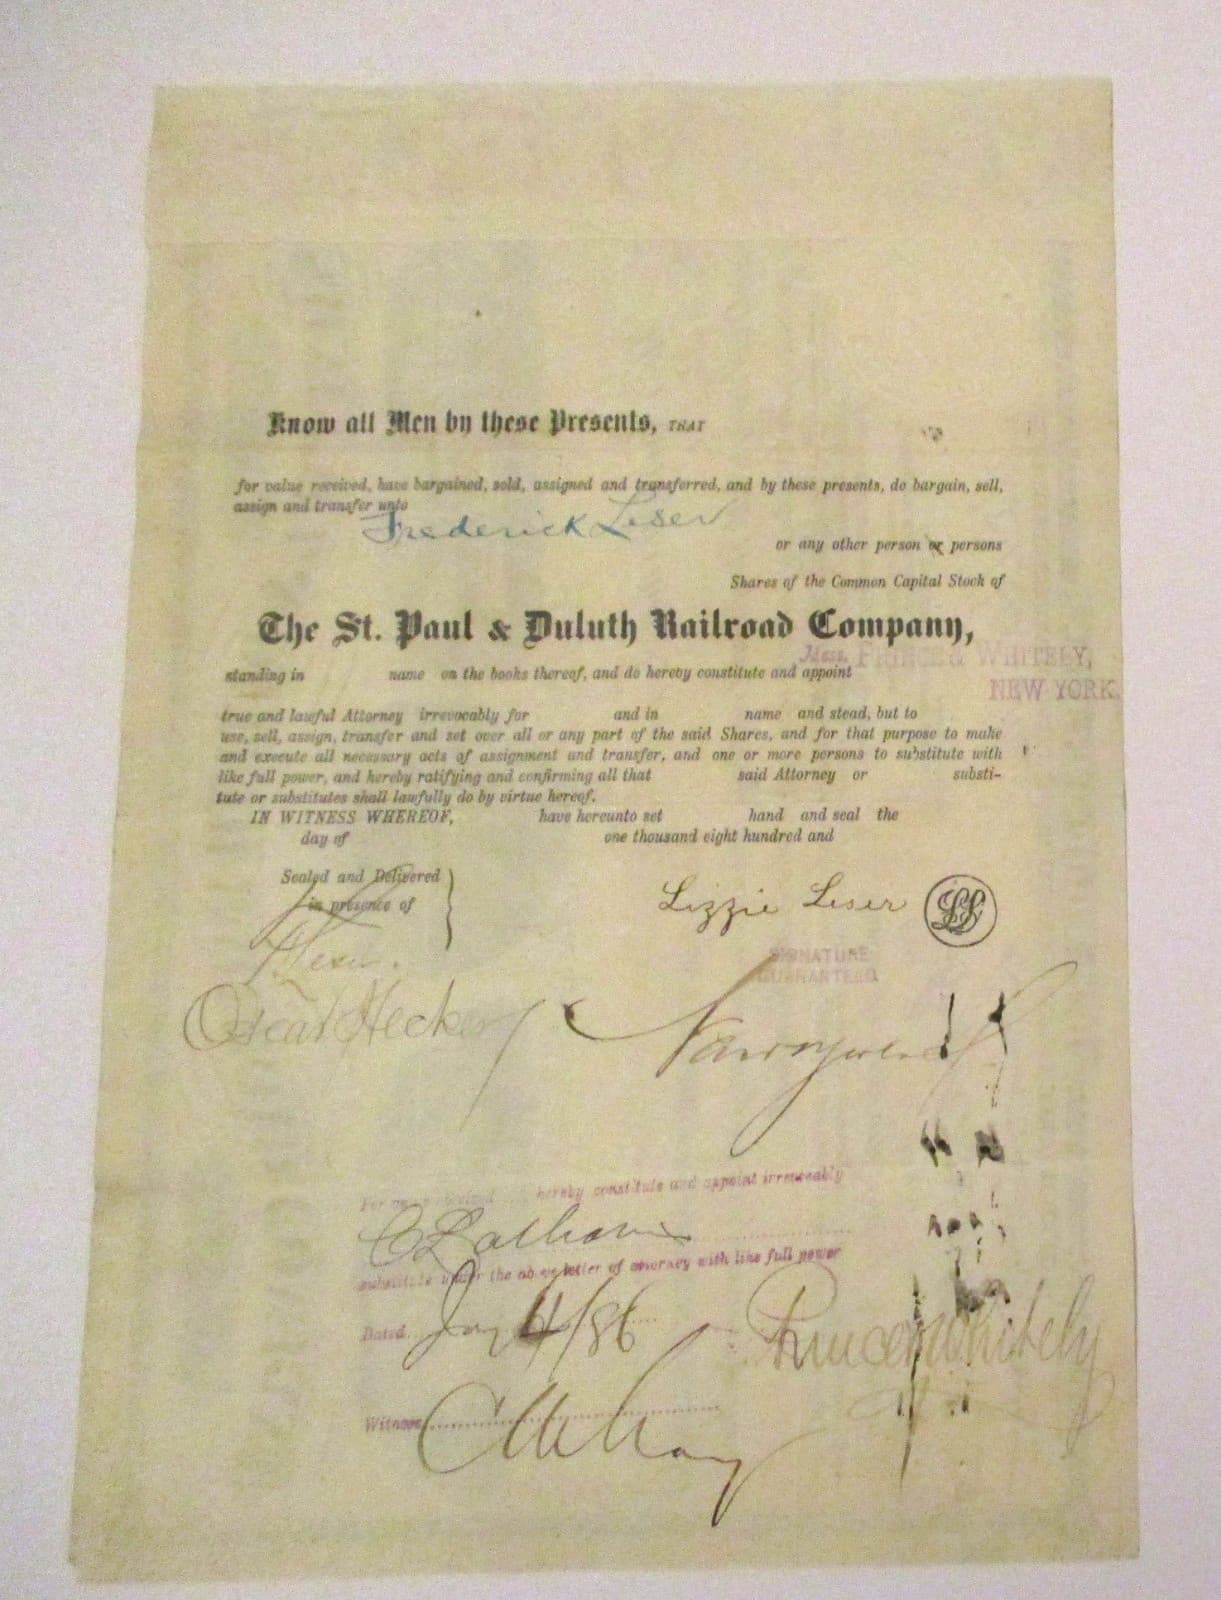 Know all Men by these Presents, THAT
for value received, have bargained, sold, assigned and transferred, and by these presents, do bargain, sell,
assign and transfer unto
Frederick Leser
or any other person or persons
Shares of the Common Capital Stock of
The St. Paul & Duluth Railroad Company,
Mess. PRINCE & WHITELY,
standing in name on the books thereof, and do hereby constitute and appoint
NEW YORK.
true and lawful Attorney irrevocably for and in name and stead, but to
use, sell, assign, transfer and set over all or any part of the said Shares, and for that purpose to make
and execute all necessary acts of assignment and transfer, and one or more persons to substitute with
like full power, and hereby ratifying and confirming all that said Attorney or substi-
tute or substitutes shall lawfully do by virtue hereof.
IN WITNESS WHEREOF, have hereunto set hand and seal the
day of one thousand eight hundred and
Sealed and Delivered
in presence of
Lizzie Leser LS
SIGNATURE
GUARANTEED
Oscar Hecker
For hereby constitute and appoint irrevocably
substitute under the above letter of attorney with like full power
Dated 4/86
Prince & Whitely
Witness